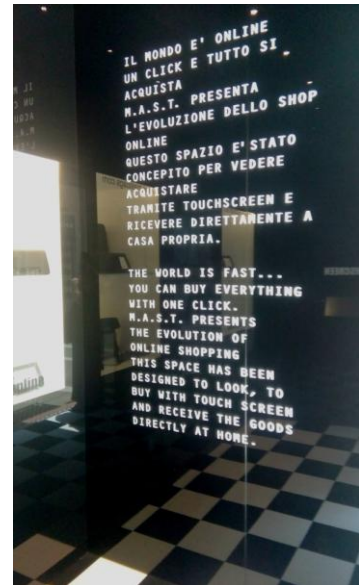 IL MONDO E' ONLINE
UN CLICK E TUTTO SI
ACQUISTA
M.A.S.T. PRESENTA
L'EVOLUZIONE DELLO SHOP
ONLINE
QUESTO SPAZIO E' STATO
CONCEPITO PER VEDERE
ACQUISTARE
TRAMITE TOUCHSCREEN E
RICEVERE DIRETTAMENTE A
CASA PROPRIA.
THE WORLD IS FAST...
YOU CAN BUY EVERYTHING
WITH ONE CLICK.
M.A.S.T. PRESENTS
THE EVOLUTION OF
ONLINE SHOPPING
THIS SPACE HAS BEEN
DESIGNED TO LOOK, TO
BUY WITH TOUCH SCREEN
AND RECEIVE THE GOODS
DIRECTLY AT HOME.